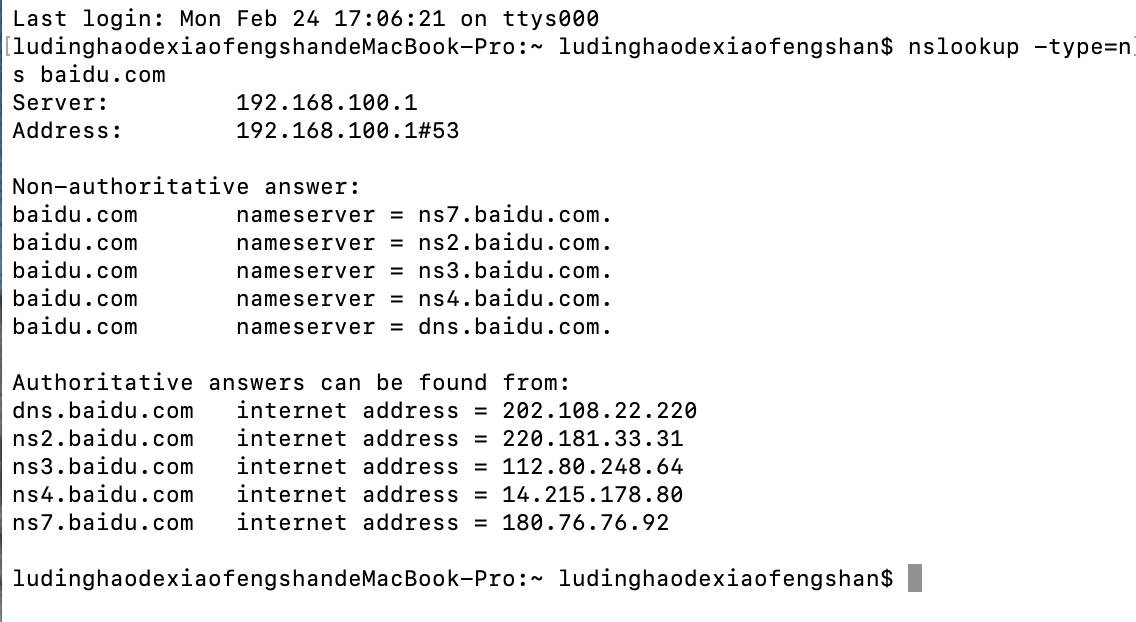 Last login: Mon Feb 24 17:06:21 on ttys000
[ludinghaodexiaofengshandeMacBook-Pro:~ ludinghaodexiaofengshan$ nslookup -type=n]
s baidu.com
Server:		192.168.100.1
Address:	192.168.100.1#53

Non-authoritative answer:
baidu.com	nameserver = ns7.baidu.com.
baidu.com	nameserver = ns2.baidu.com.
baidu.com	nameserver = ns3.baidu.com.
baidu.com	nameserver = ns4.baidu.com.
baidu.com	nameserver = dns.baidu.com.

Authoritative answers can be found from:
dns.baidu.com	internet address = 202.108.22.220
ns2.baidu.com	internet address = 220.181.33.31
ns3.baidu.com	internet address = 112.80.248.64
ns4.baidu.com	internet address = 14.215.178.80
ns7.baidu.com	internet address = 180.76.76.92

ludinghaodexiaofengshandeMacBook-Pro:~ ludinghaodexiaofengshan$